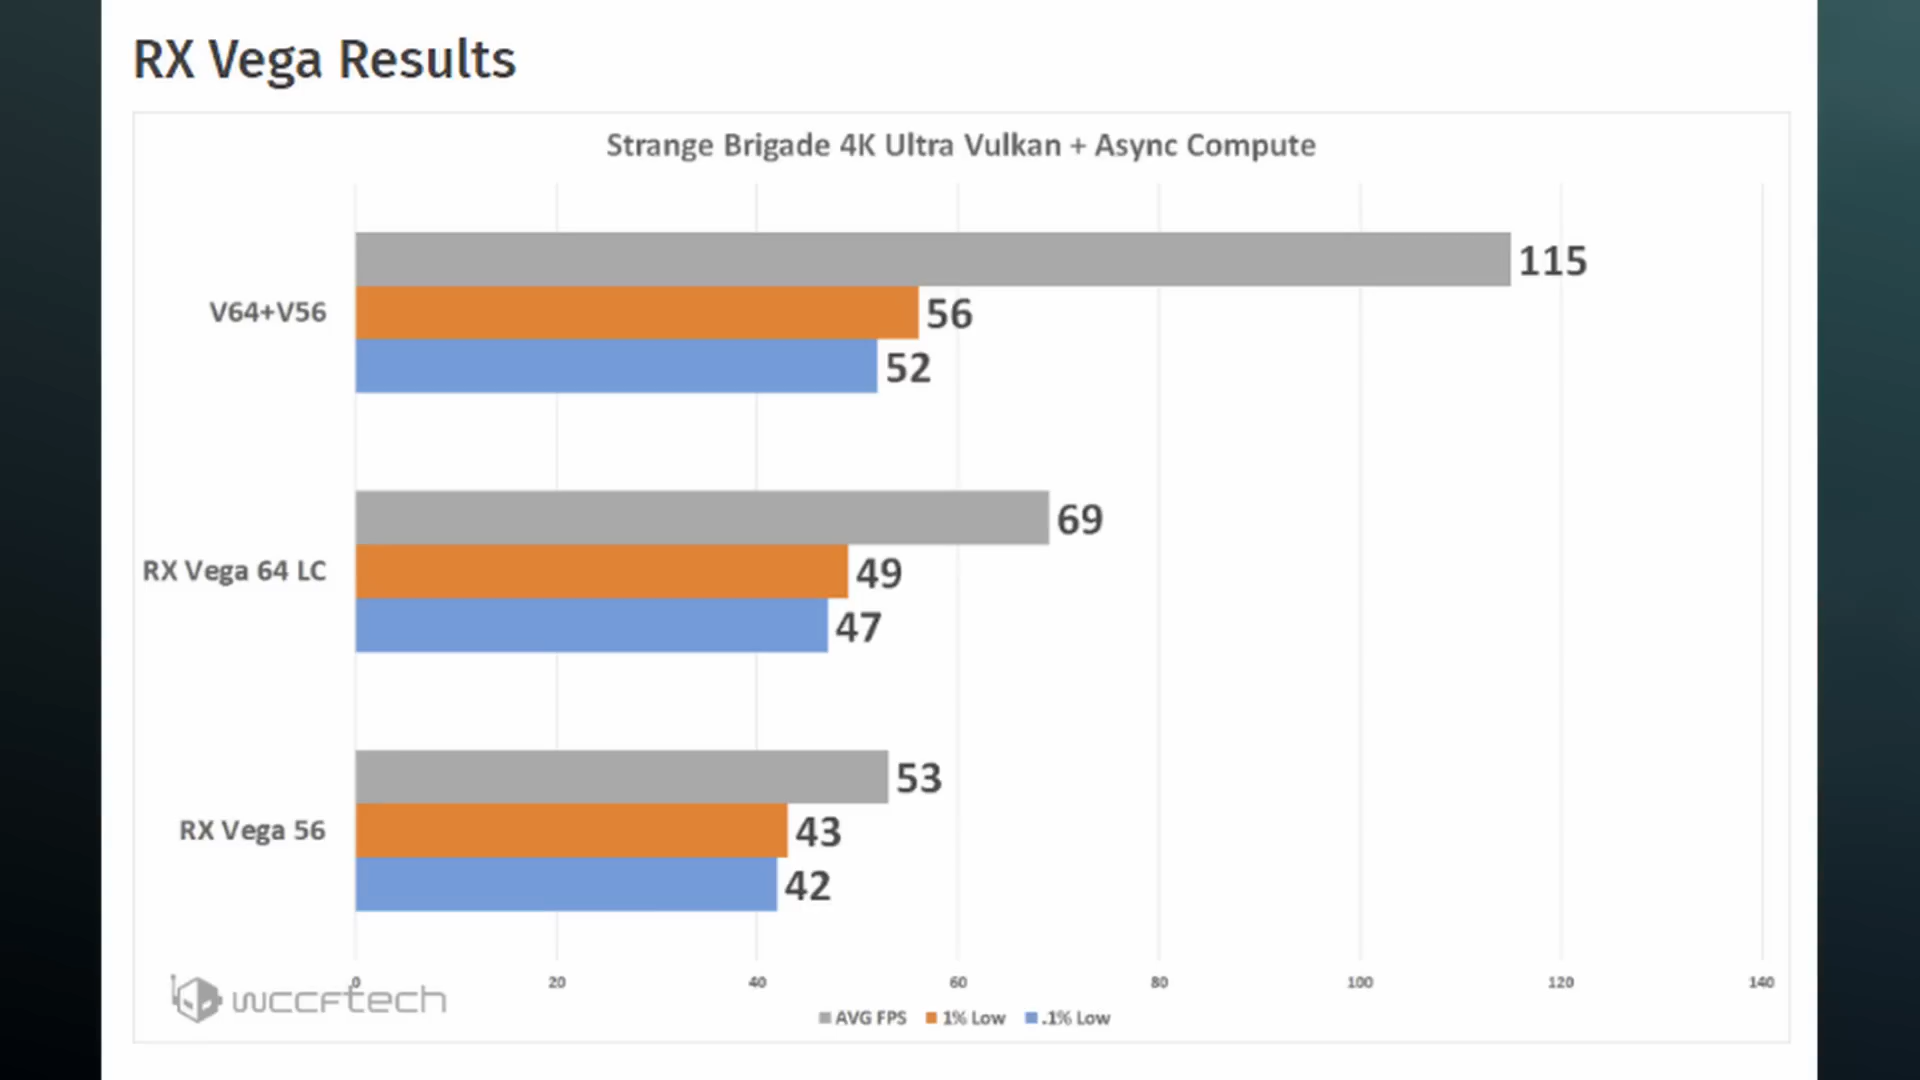 RX Vega Results
Strange Brigade 4K Ultra Vulkan + Async Compute
115
V64+V56
56
52
69
RX Vega 64 LC
49
47
53
RX Vega 56
43
42
0 20 40 60 80 100 120 140
wccftech
AVG FPS 1% Low .1% Low